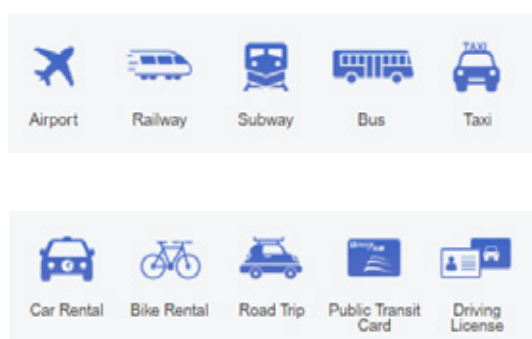 TAXI
Airport Railway Subway Bus Taxi
Car Rental Bike Rental Road Trip Public Transit Driving
Card License